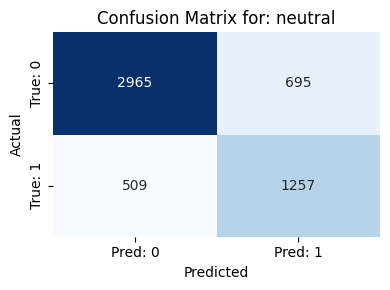 Confusion Matrix for: neutral
Actual
True: 0
2965 695
True: 1
509 1257
Pred: 0 Pred: 1
Predicted